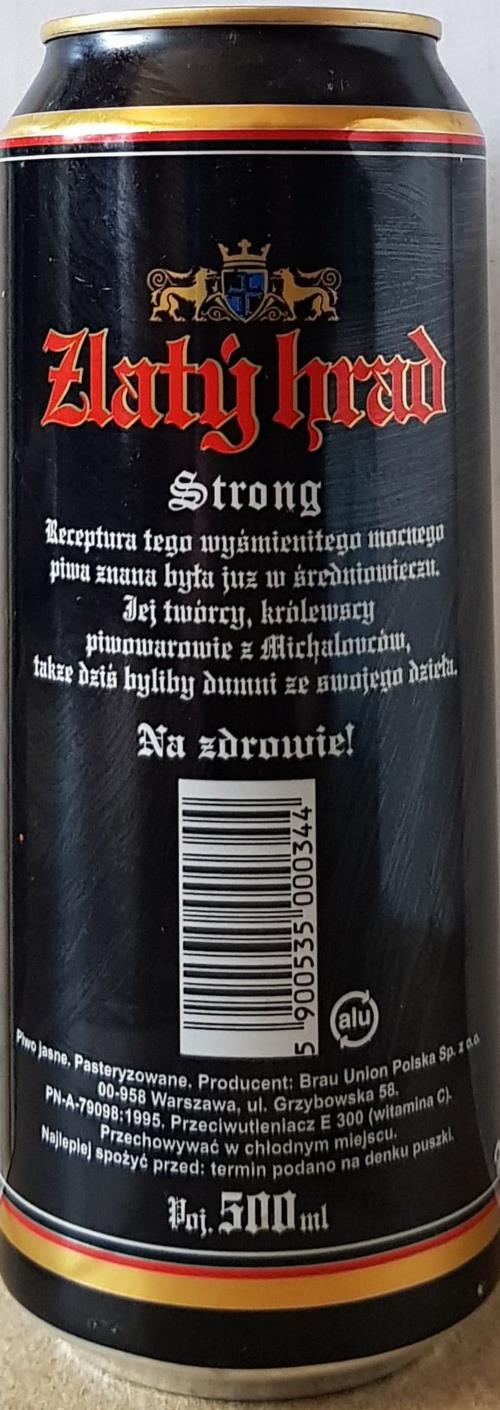 Zlatý hrad
Strong
Receptura tego wyśmienitego mocnego
piwa znana była juz w średniowieczu.
Jej twórcy, królewscy
piwowarowie z Michalovców,
takze dziś byliby dumni ze swojego dzieła.
Na zdrowie!
5 900535 000344
alu
Piwo jasne. Pasteryzowane. Producent: Brau Union Polska Sp. z o.o.
00-958 Warszawa, ul. Grzybowska 58.
PN-A-79098:1995. Przeciwutleniacz E 300 (witamina C).
Przechowywać w chłodnym miejscu.
Najlepiej spożyć przed: termin podano na denku puszki.
Poj. 500 ml